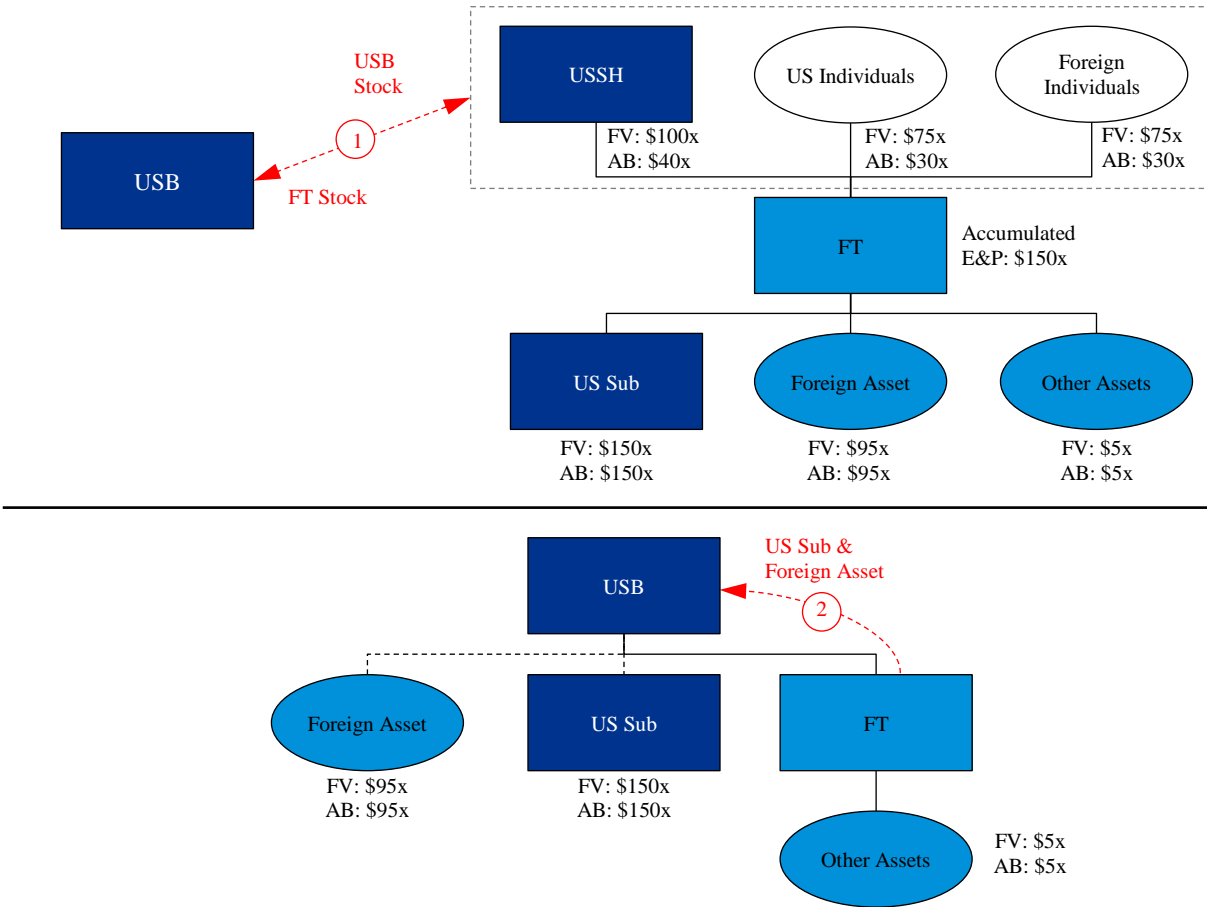 USB
Stock
USSH
US Individuals
Foreign
Individuals
FV: $100x
AB: $40x
FV: $75x
AB: $30x
FV: $75x
AB: $30x
1
USB
FT Stock
FT
Accumulated
E&P: $150x
US Sub
Foreign Asset
Other Assets
FV: $150x
AB: $150x
FV: $95x
AB: $95x
FV: $5x
AB: $5x
USB
US Sub &
Foreign Asset
2
Foreign Asset
US Sub
FT
FV: $95x
AB: $95x
FV: $150x
AB: $150x
Other Assets
FV: $5x
AB: $5x